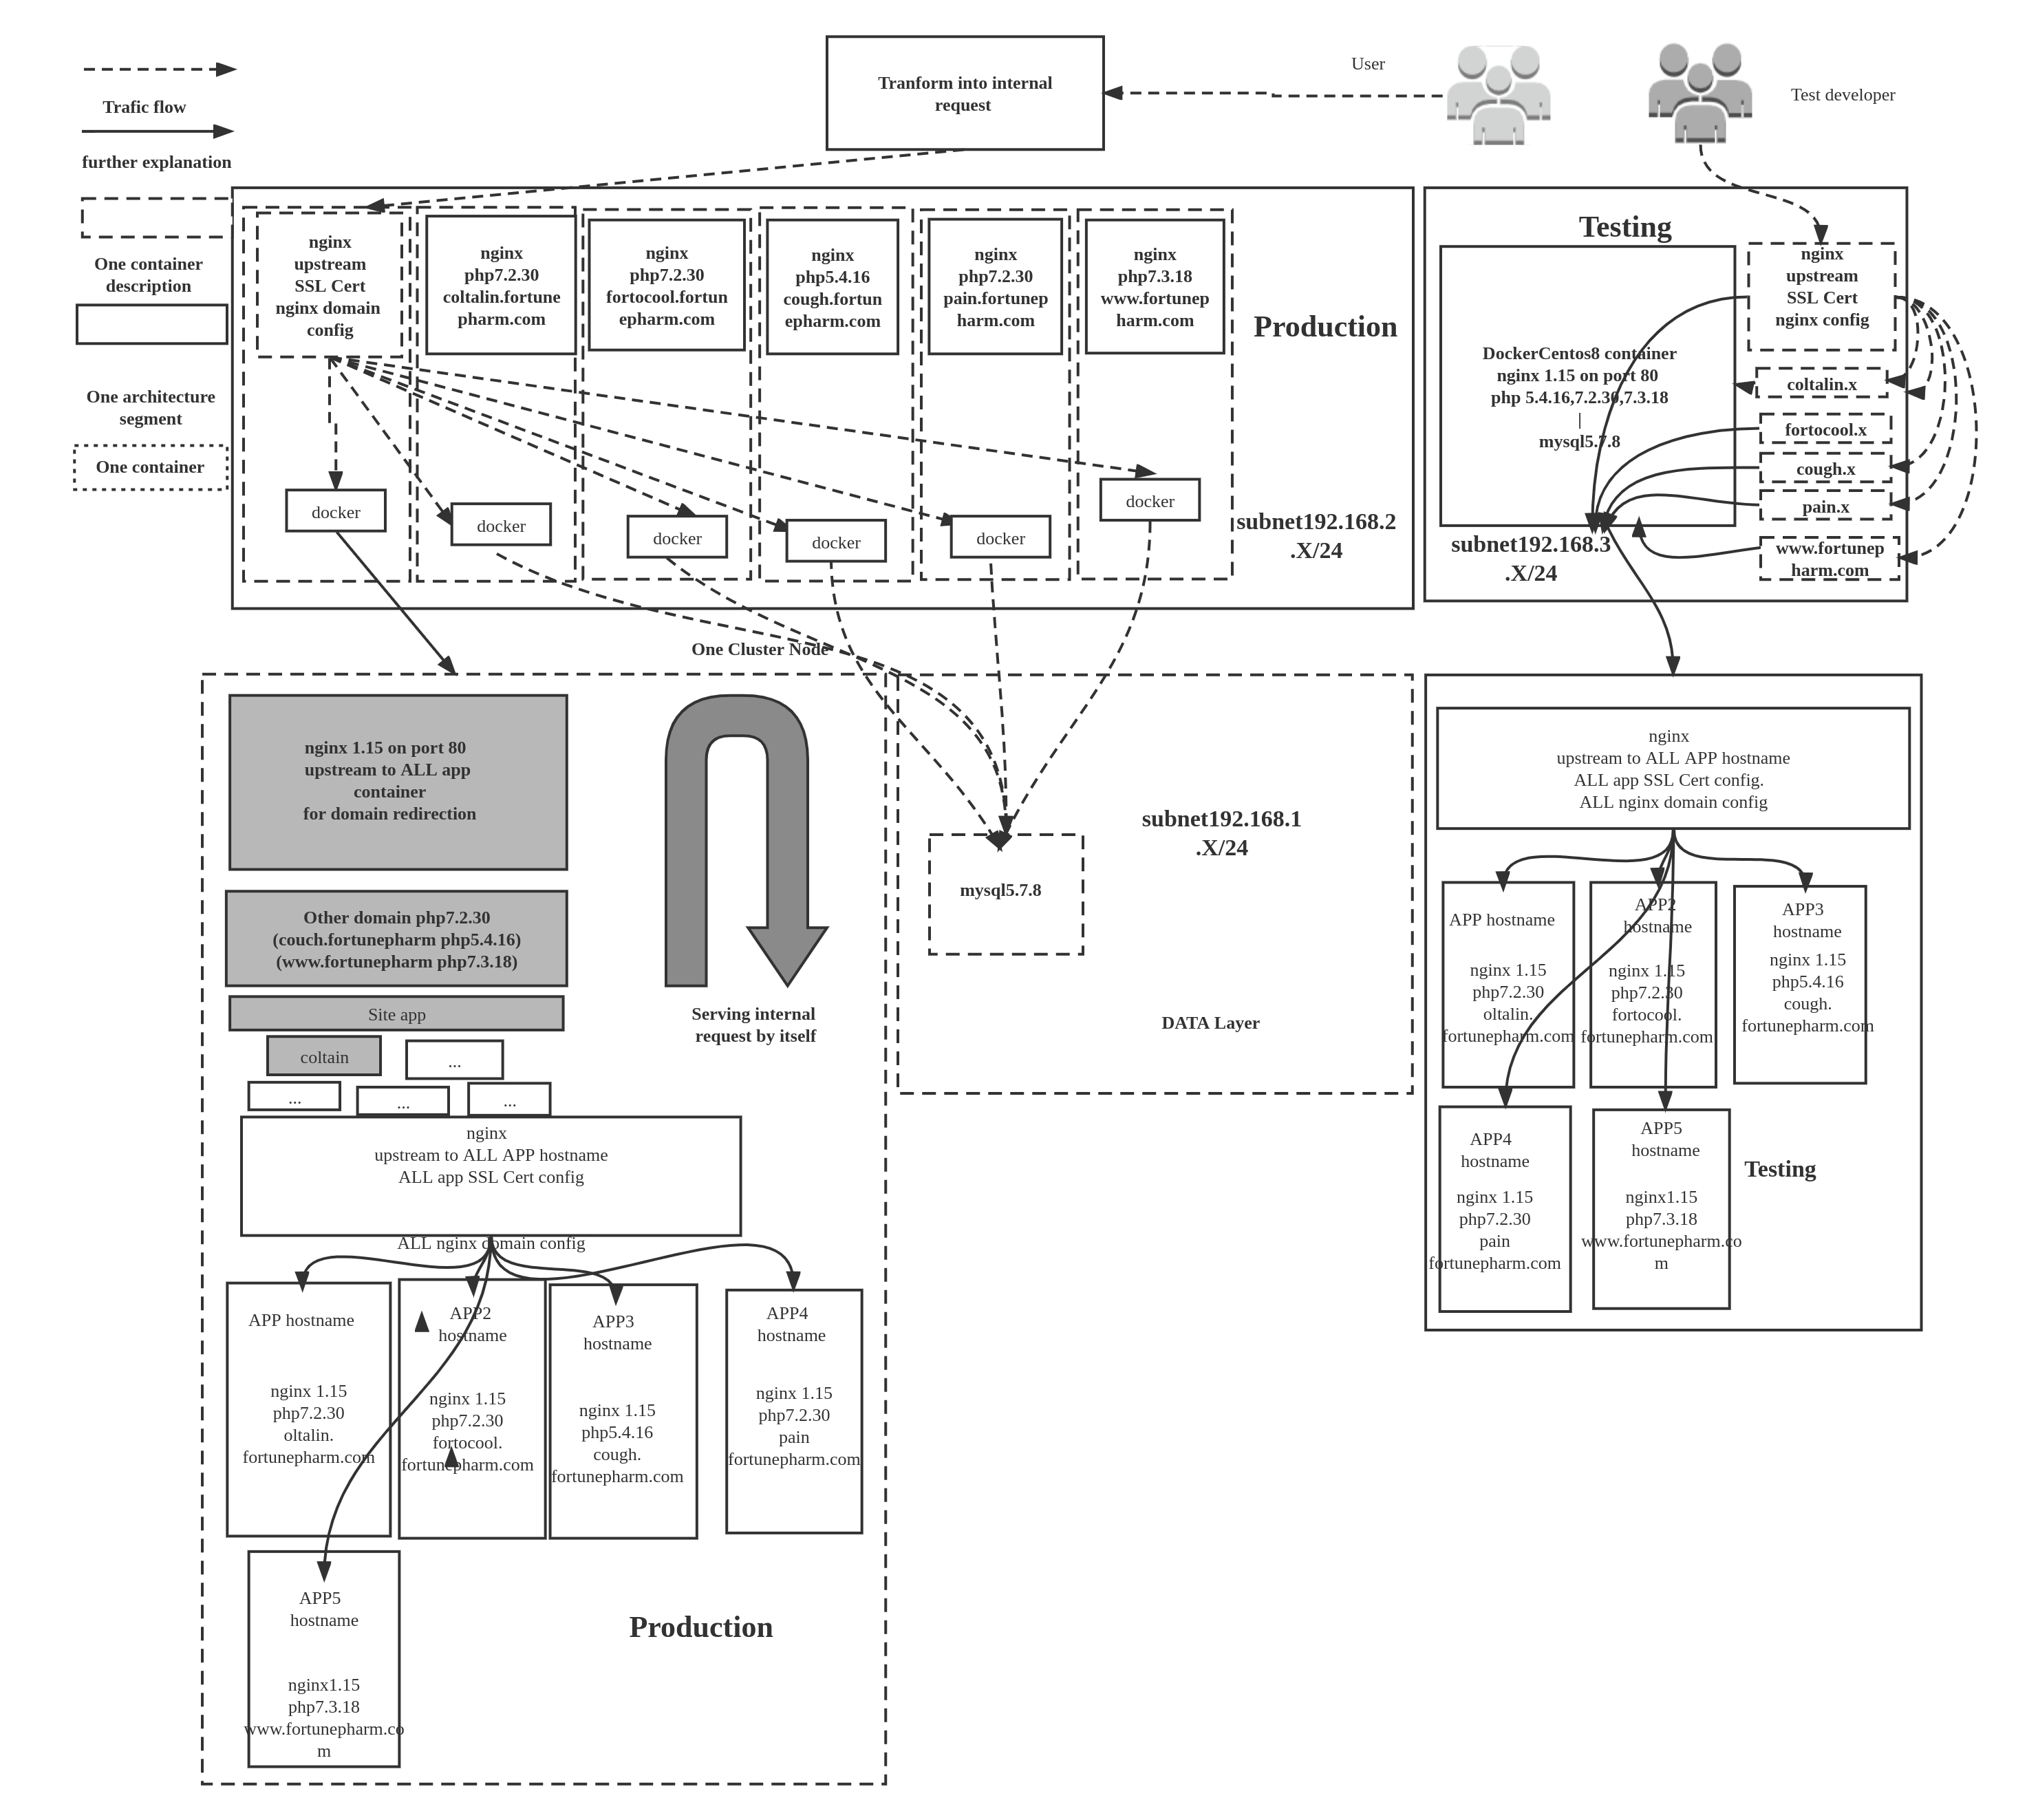 Trafic flow
further explanation
One container
description
One architecture
segment
One container
Tranform into internal
request
User
Test developer
nginx
upstream
SSL Cert
nginx domain
config
nginx
php7.2.30
coltalin.fortune
pharm.com
nginx
php7.2.30
fortocool.fortun
epharm.com
nginx
php5.4.16
cough.fortun
epharm.com
nginx
php7.2.30
pain.fortunep
harm.com
nginx
php7.3.18
www.fortunep
harm.com
Production
docker
docker
docker
docker
docker
docker
subnet192.168.2
.X/24
Testing
DockerCentos8 container
nginx 1.15 on port 80
php 5.4.16,7.2.30,7.3.18
|
mysql5.7.8
nginx
upstream
SSL Cert
nginx config
coltalin.x
fortocool.x
cough.x
pain.x
www.fortunep
harm.com
subnet192.168.3
.X/24
One Cluster Node
nginx 1.15 on port 80
upstream to ALL app
container
for domain redirection
Other domain php7.2.30
(couch.fortunepharm php5.4.16)
(www.fortunepharm php7.3.18)
Site app
coltain
...
...
...
...
Serving internal
request by itself
nginx
upstream to ALL APP hostname
ALL app SSL Cert config
ALL nginx domain config
APP hostname
nginx 1.15
php7.2.30
oltalin.
fortunepharm.com
APP2
hostname
nginx 1.15
php7.2.30
fortocool.
fortunepharm.com
APP3
hostname
nginx 1.15
php5.4.16
cough.
fortunepharm.com
APP4
hostname
nginx 1.15
php7.2.30
pain
fortunepharm.com
APP5
hostname
nginx1.15
php7.3.18
www.fortunepharm.co
m
Production
subnet192.168.1
.X/24
mysql5.7.8
DATA Layer
nginx
upstream to ALL APP hostname
ALL app SSL Cert config.
ALL nginx domain config
APP hostname
nginx 1.15
php7.2.30
oltalin.
fortunepharm.com
APP2
hostname
nginx 1.15
php7.2.30
fortocool.
fortunepharm.com
APP3
hostname
nginx 1.15
php5.4.16
cough.
fortunepharm.com
APP4
hostname
nginx 1.15
php7.2.30
pain
fortunepharm.com
APP5
hostname
nginx1.15
php7.3.18
www.fortunepharm.co
m
Testing